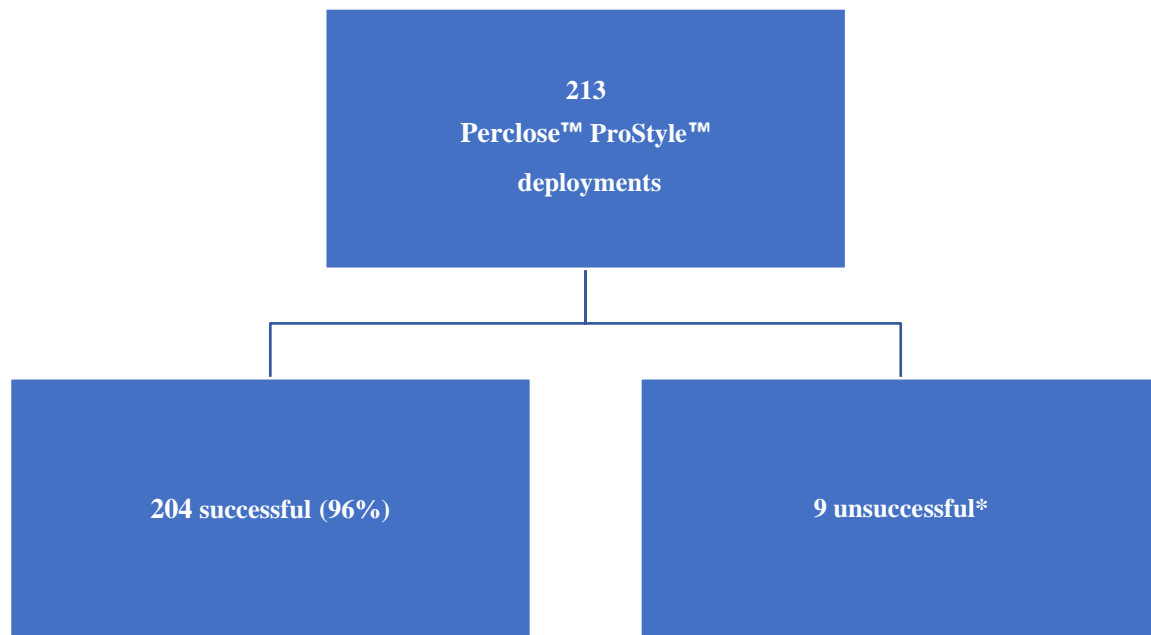 213
Perclose™ ProStyle™
deployments
204 successful (96%)
9 unsuccessful*